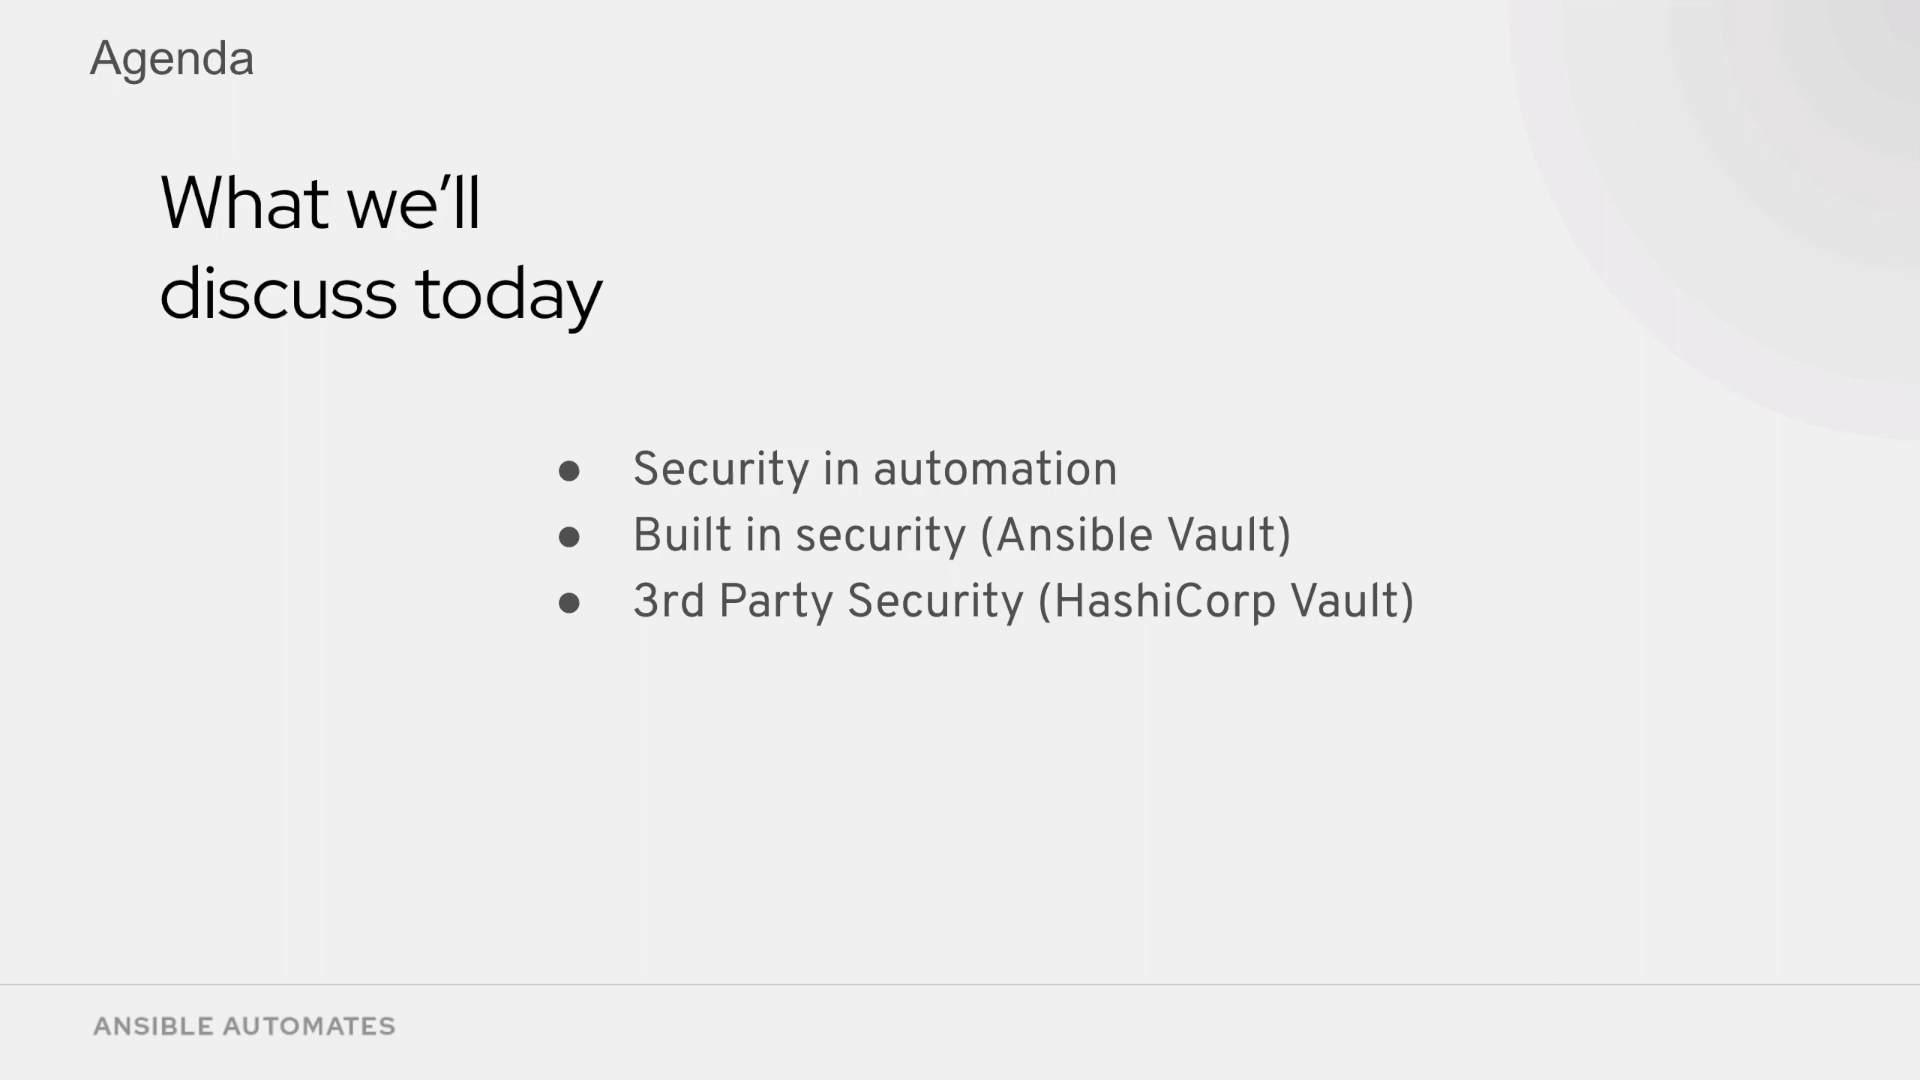 Agenda
What we’ll
discuss today
● Security in automation
● Built in security (Ansible Vault)
● 3rd Party Security (HashiCorp Vault)
ANSIBLE AUTOMATES